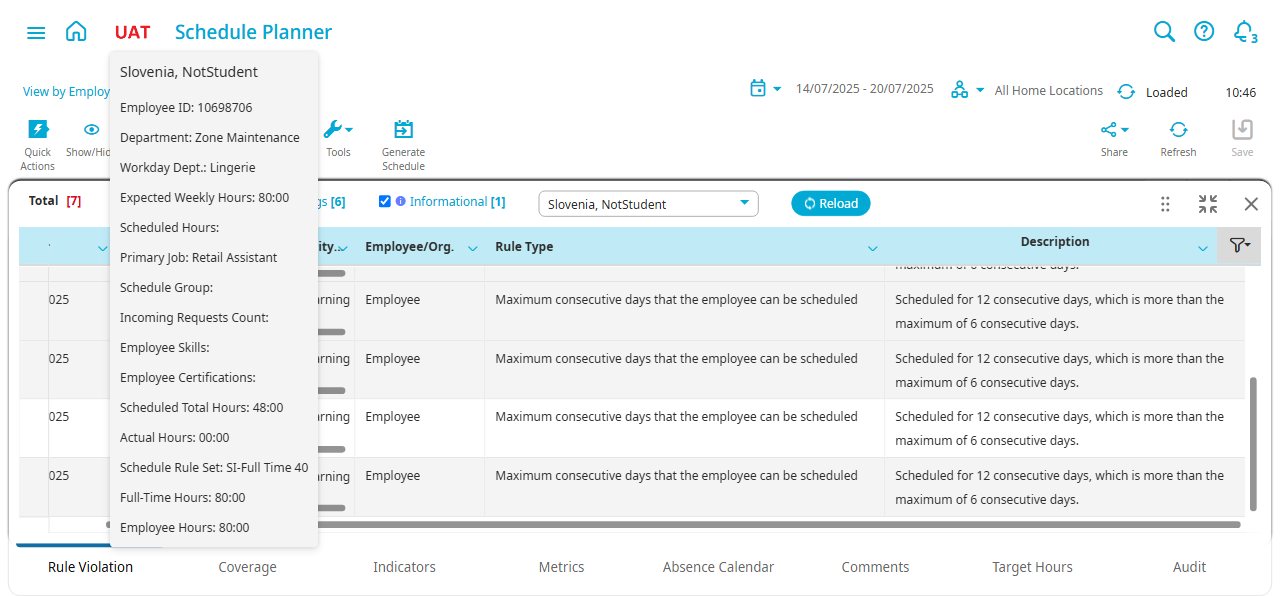 UAT Schedule Planner
3
Slovenia, NotStudent
Employee ID: 10698706
Department: Zone Maintenance
Workday Dept.: Lingerie
Expected Weekly Hours: 80:00
Scheduled Hours:
Primary Job: Retail Assistant
Schedule Group:
Incoming Requests Count:
Employee Skills:
Employee Certifications:
Scheduled Total Hours: 48:00
Actual Hours: 00:00
Schedule Rule Set: SI-Full Time 40
Full-Time Hours: 80:00
Employee Hours: 80:00
View by Employ
14/07/2025 - 20/07/2025
All Home Locations
Loaded
10:46
Quick
Actions
Show/Hid
Tools
Generate
Schedule
Share
Refresh
Save
Total [7]
gs [6]
Informational [1]
Slovenia, NotStudent
Reload
ity... Employee/Org. Rule Type Description
maximum of 6 consecutive days.
025 arning Employee Maximum consecutive days that the employee can be scheduled Scheduled for 12 consecutive days, which is more than the
maximum of 6 consecutive days.
025 arning Employee Maximum consecutive days that the employee can be scheduled Scheduled for 12 consecutive days, which is more than the
maximum of 6 consecutive days.
025 arning Employee Maximum consecutive days that the employee can be scheduled Scheduled for 12 consecutive days, which is more than the
maximum of 6 consecutive days.
025 arning Employee Maximum consecutive days that the employee can be scheduled Scheduled for 12 consecutive days, which is more than the
maximum of 6 consecutive days.
Rule Violation Coverage Indicators Metrics Absence Calendar Comments Target Hours Audit